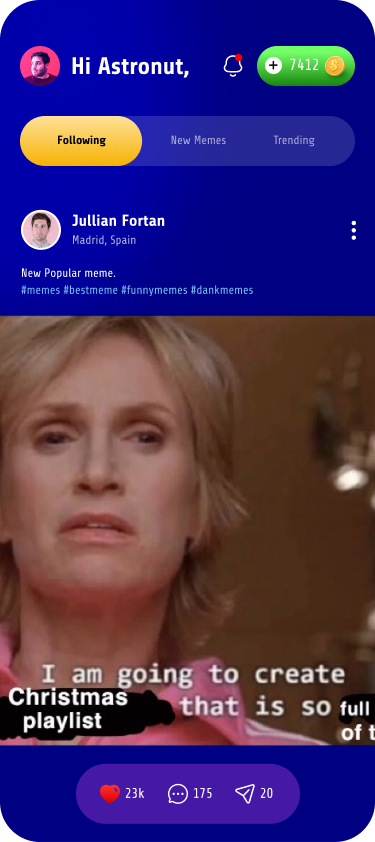 Hi Astronut,
7412
Following
New Memes
Trending
Jullian Fortan
Madrid, Spain
New Popular meme.
#memes #bestmeme #funnymemes #dankmemes
I am going to create
Christmas playlist that is so full of t
23k
175
20